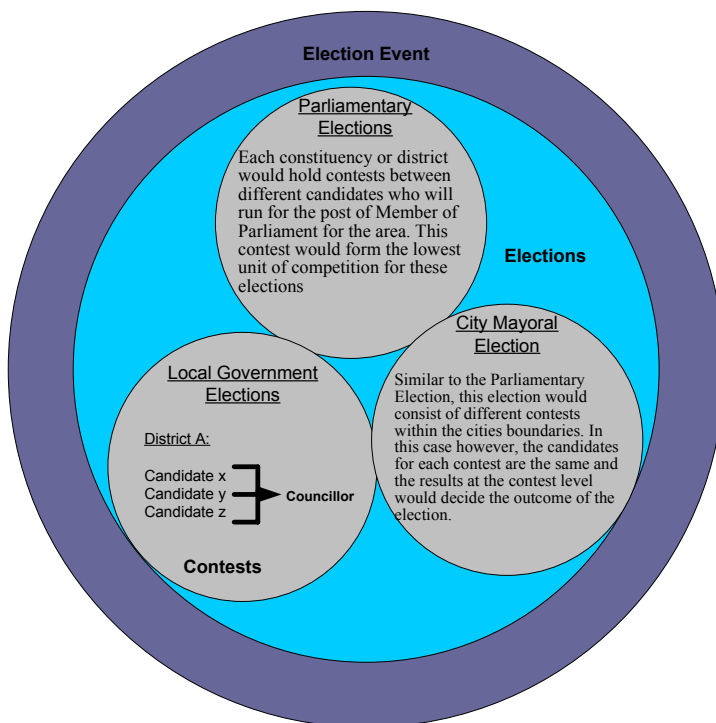 Election Event
Parliamentary
Elections
Each constituency or district
would hold contests between
different candidates who will
run for the post of Member of
Parliament for the area. This
contest would form the lowest
unit of competition for these
elections
Elections
City Mayoral
Election
Similar to the Parliamentary
Election, this election would
consist of different contests
within the cities boundaries. In
this case however, the candidates
for each contest are the same and
the results at the contest level
would decide the outcome of the
election.
Local Government
Elections
District A:
Candidate x
Candidate y
Candidate z
Councillor
Contests